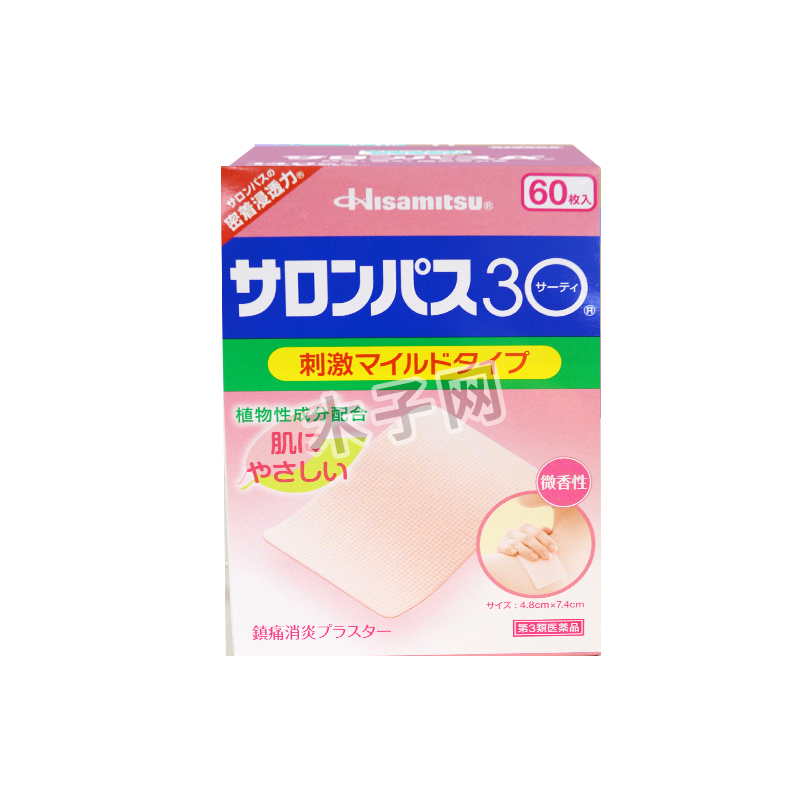 サロンパスの
密着浸透力®
Hisamitsu®
60枚入
サロンパス30®
サーティ
刺激マイルドタイプ
植物性成分配合
肌に
やさしい
木子网
微香性
サイズ:4.8cm×7.4cm
鎮痛消炎プラスター
第3類医薬品